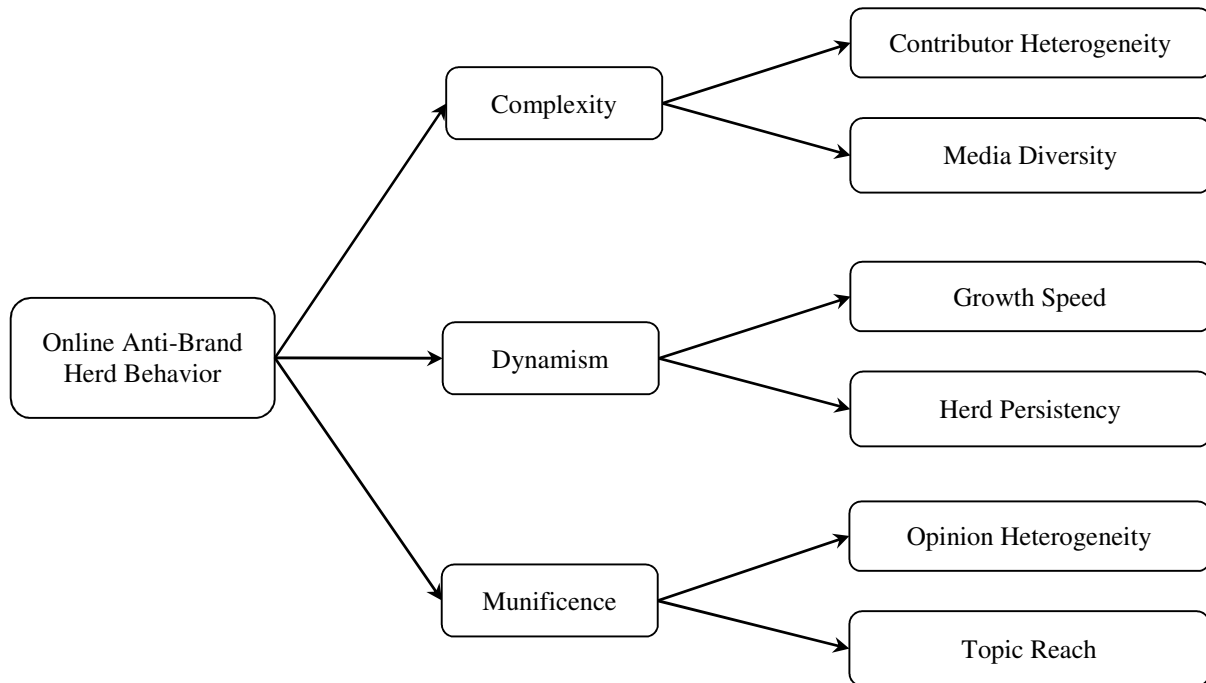 Contributor Heterogeneity
Complexity
Media Diversity
Growth Speed
Online Anti-Brand
Herd Behavior
Dynamism
Herd Persistency
Opinion Heterogeneity
Munificence
Topic Reach